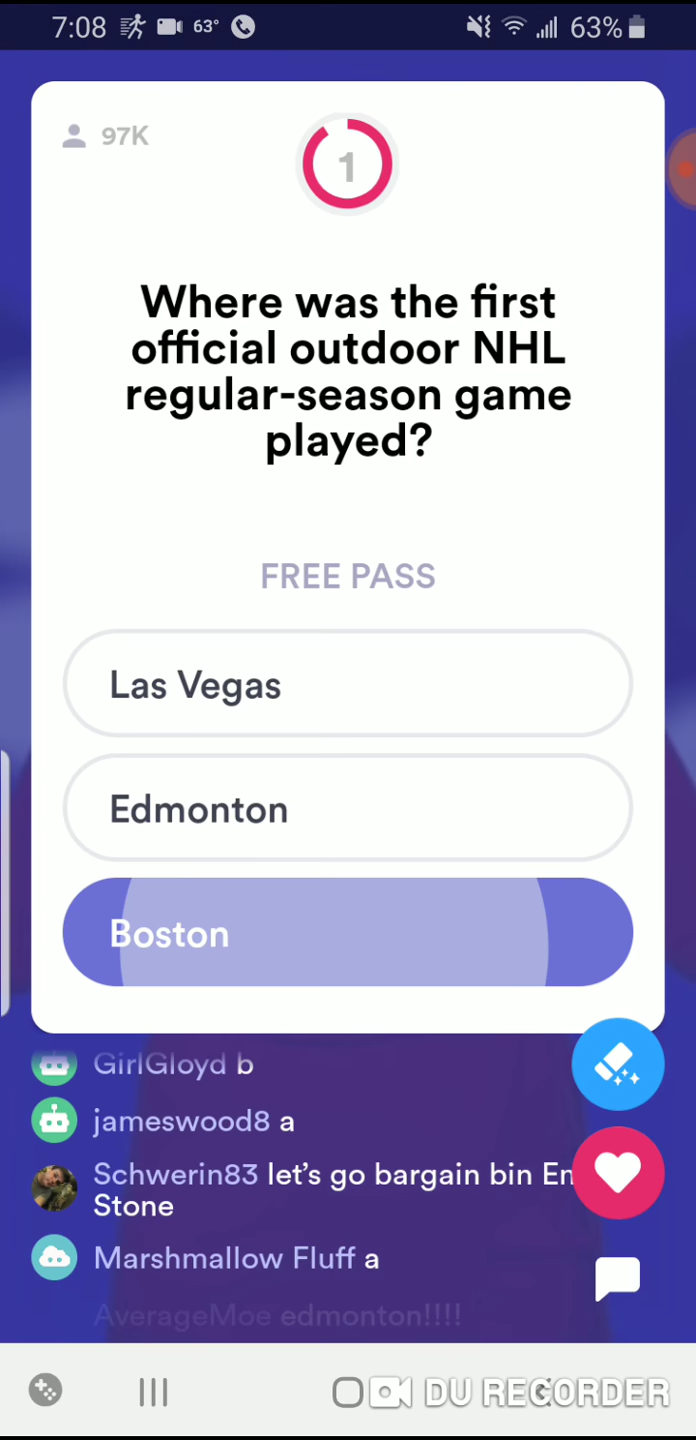 7:08 63° 63%
97K
1
Where was the first
official outdoor NHL
regular-season game
played?
FREE PASS
Las Vegas
Edmonton
Boston
GirlGloyd b
jameswood8 a
Schwerin83 let's go bargain bin Em
Stone
Marshmallow Fluff a
AverageMoe edmonton!!!!
DU RECORDER